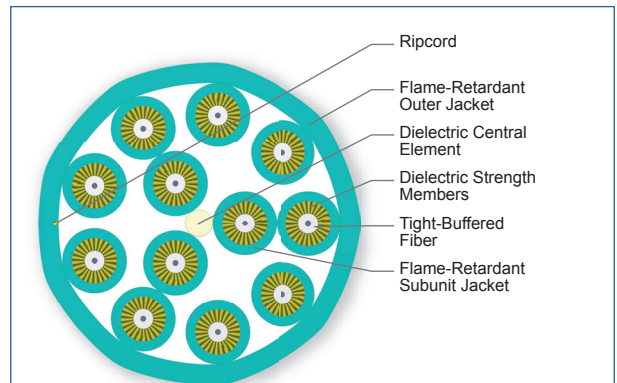 Ripcord
Flame-Retardant
Outer Jacket
Dielectric Central
Element
Dielectric Strength
Members
Tight-Buffered
Fiber
Flame-Retardant
Subunit Jacket